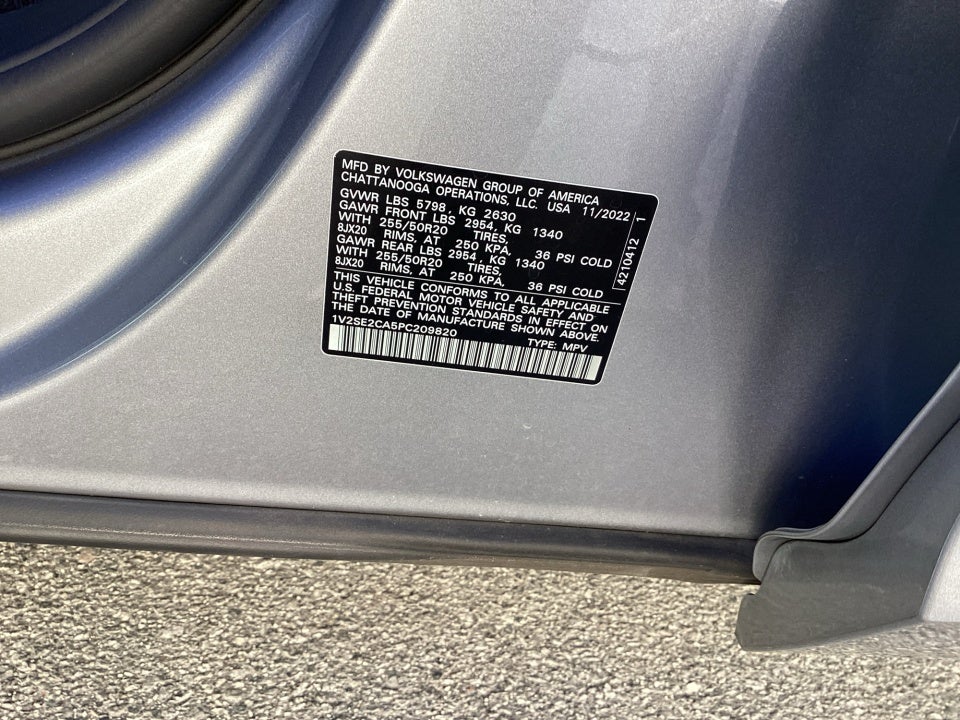 MFD BY VOLKSWAGEN GROUP OF AMERICA
CHATTANOOGA OPERATIONS, LLC. USA 11/2022
GVWR LBS 5798, KG 2630
GAWR FRONT LBS 2954, KG 1340
WITH 255/50R20 TIRES,
8JX20 RIMS, AT 250 KPA, 36 PSI COLD
GAWR REAR LBS 2954, KG 1340
WITH 255/50R20 TIRES,
8JX20 RIMS, AT 250 KPA, 36 PSI COLD
4210412 1
THIS VEHICLE CONFORMS TO ALL APPLICABLE
U.S. FEDERAL MOTOR VEHICLE SAFETY AND
THEFT PREVENTION STANDARDS IN EFFECT ON
THE DATE OF MANUFACTURE SHOWN ABOVE.
1V2SE2CA5PC209820 TYPE: MPV